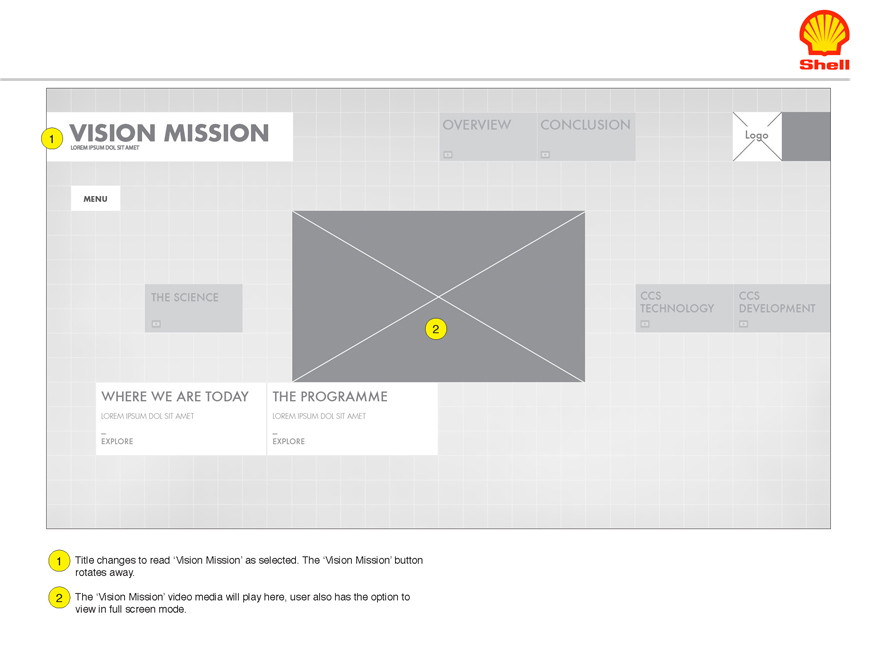 Shell
1
VISION MISSION
LOREM IPSUM DOL SIT AMET
OVERVIEW
CONCLUSION
Logo
MENU
THE SCIENCE
CCS
TECHNOLOGY
CCS
DEVELOPMENT
2
WHERE WE ARE TODAY
LOREM IPSUM DOL SIT AMET
EXPLORE
THE PROGRAMME
LOREM IPSUM DOL SIT AMET
EXPLORE
1 Title changes to read ‘Vision Mission’ as selected. The ‘Vision Mission’ button
rotates away.
2 The ‘Vision Mission’ video media will play here, user also has the option to
view in full screen mode.